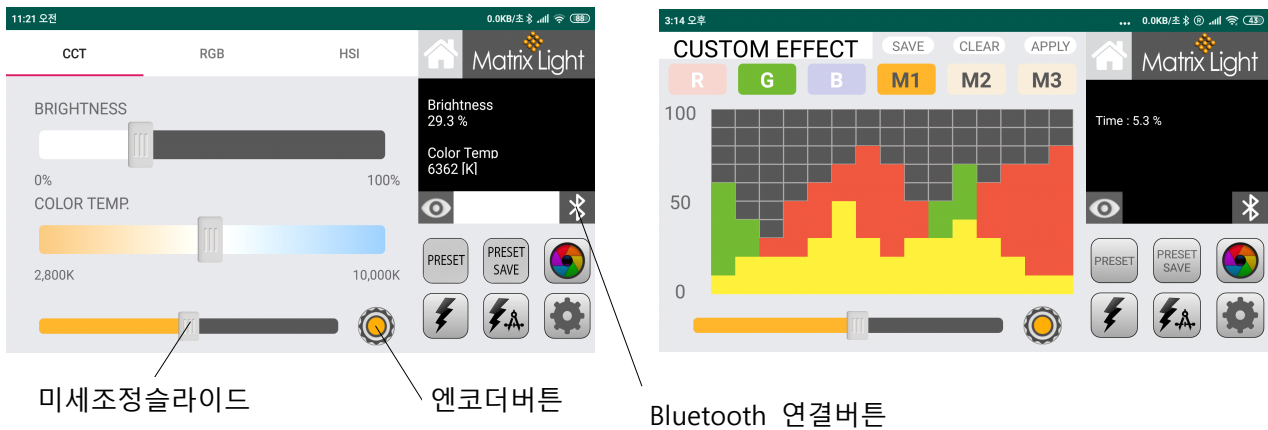 11:21 오전
0.0KB/초
88
CCT
RGB
HSI
Matrix Light
BRIGHTNESS
0%
100%
COLOR TEMP.
2,800K
10,000K
Brightness
29.3 %
Color Temp
6362 [K]
PRESET
PRESET
SAVE
미세조정슬라이드
엔코더버튼
Bluetooth 연결버튼
3:14 오후
... 0.0KB/초 ®
43
CUSTOM EFFECT
SAVE
CLEAR
APPLY
Matrix Light
R
G
B
M1
M2
M3
100
50
0
Time : 5.3 %
PRESET
PRESET
SAVE